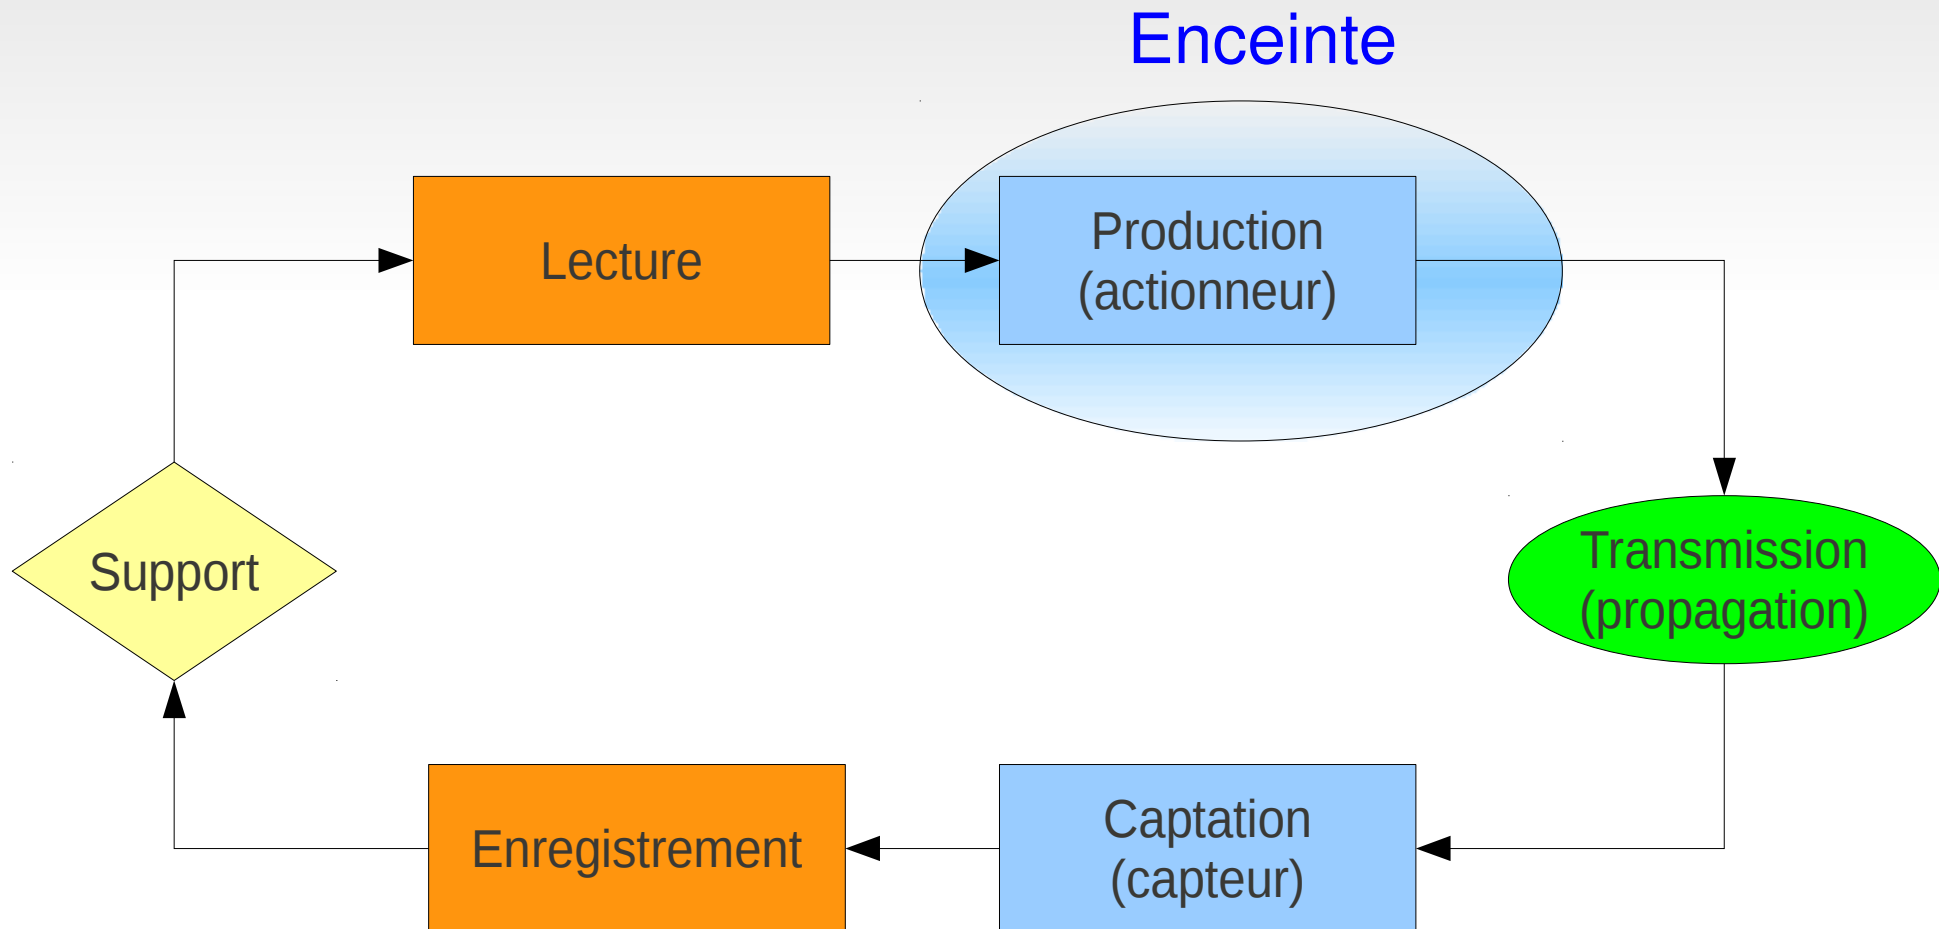 Enceinte
Lecture
Production
(actionneur)
Support
Transmission
(propagation)
Enregistrement
Captation
(capteur)